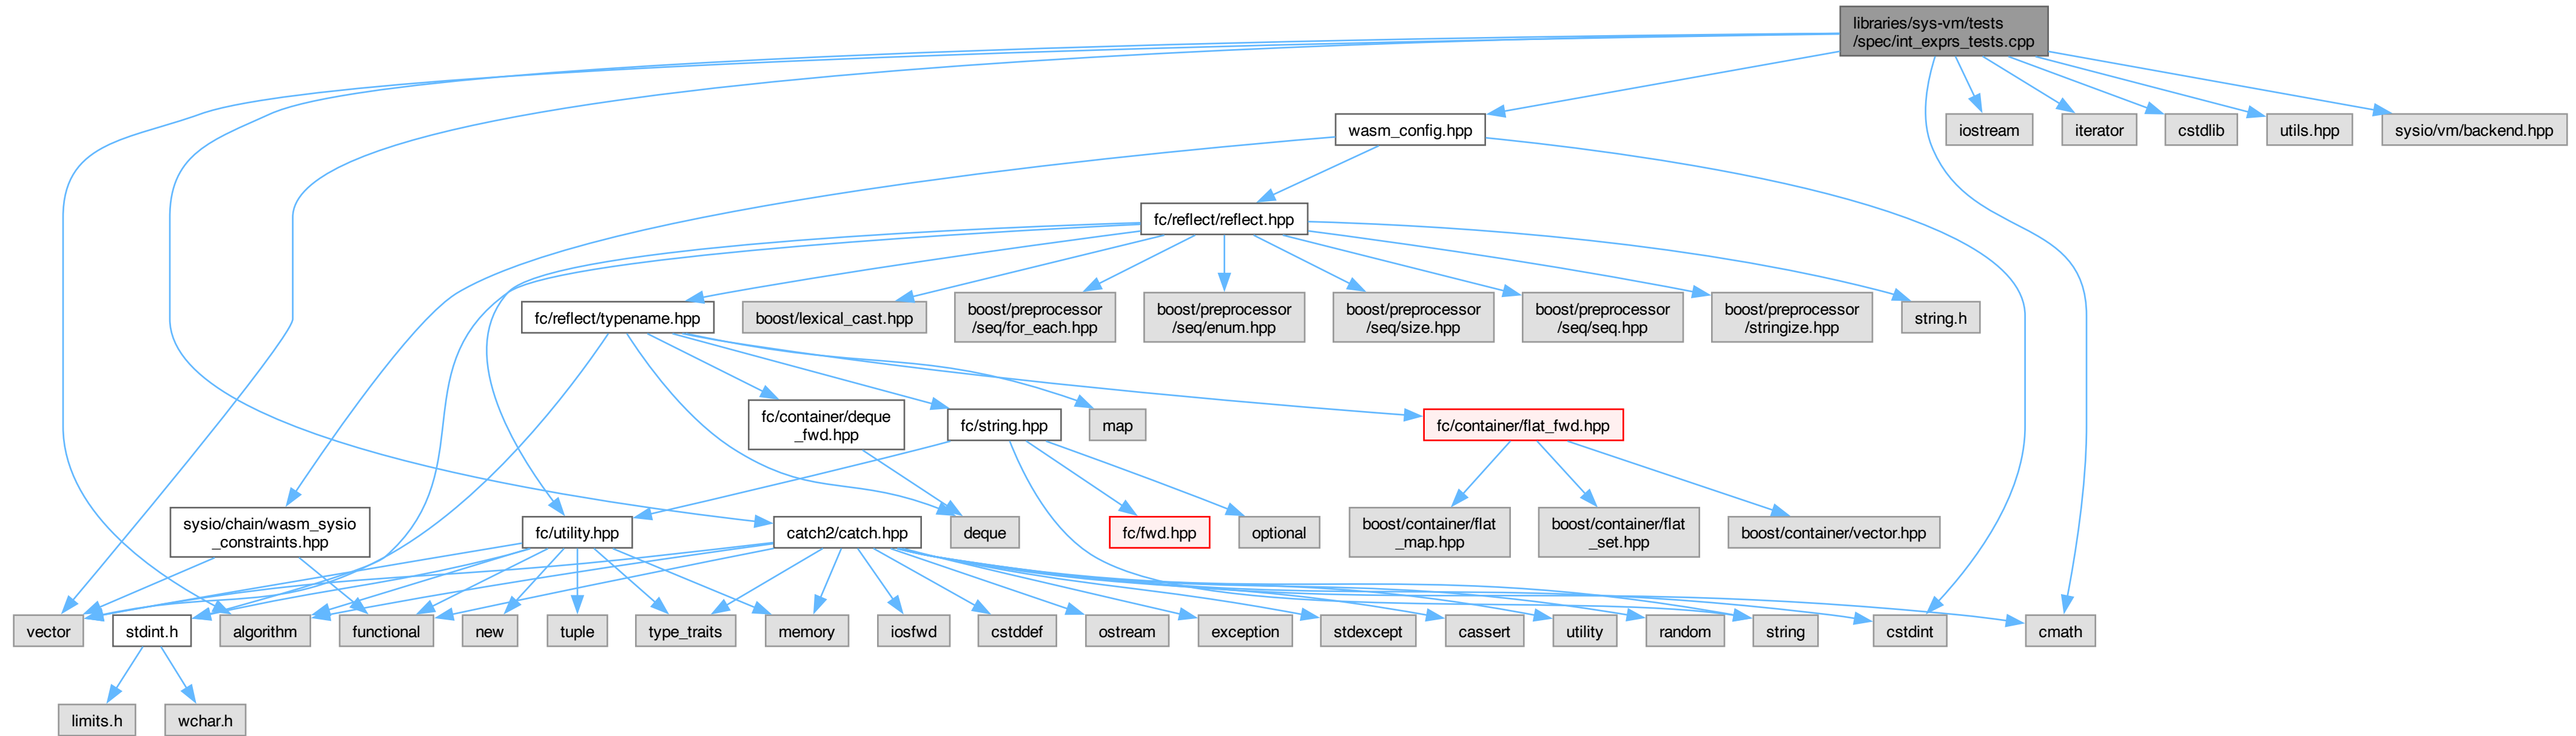 libraries/sys-vm/tests
/spec/int_exprs_tests.cpp
wasm_config.hpp
iostream
iterator
cstdlib
utils.hpp
sysio/vm/backend.hpp
fc/reflect/reflect.hpp
fc/reflect/typename.hpp
boost/lexical_cast.hpp
boost/preprocessor
/seq/for_each.hpp
boost/preprocessor
/seq/enum.hpp
boost/preprocessor
/seq/size.hpp
boost/preprocessor
/seq/seq.hpp
boost/preprocessor
/stringize.hpp
string.h
fc/container/deque
_fwd.hpp
fc/string.hpp
map
fc/container/flat_fwd.hpp
sysio/chain/wasm_sysio
_constraints.hpp
fc/utility.hpp
catch2/catch.hpp
deque
fc/fwd.hpp
optional
boost/container/flat
_map.hpp
boost/container/flat
_set.hpp
boost/container/vector.hpp
vector
stdint.h
algorithm
functional
new
tuple
type_traits
memory
iosfwd
cstddef
ostream
exception
stdexcept
cassert
utility
random
string
cstdint
cmath
limits.h
wchar.h